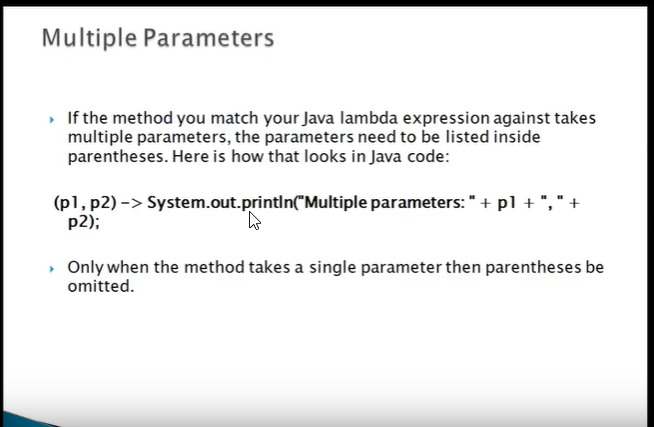 Multiple Parameters
If the method you match your Java lambda expression against takes
multiple parameters, the parameters need to be listed inside
parentheses. Here is how that looks in Java code:
(p1, p2) -> System.out.println("Multiple parameters: " + p1 + ", " +
p2);
Only when the method takes a single parameter then parentheses be
omitted.